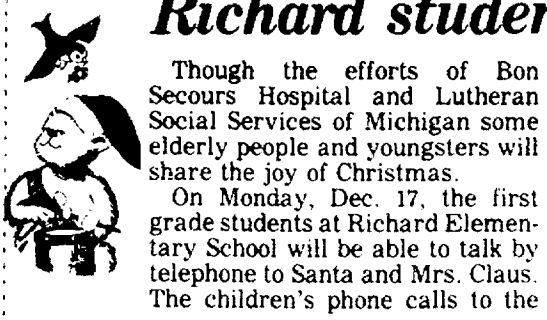 Richard studen
Though the efforts of Bon
Secours Hospital and Lutheran
Social Services of Michigan some
elderly people and youngsters will
share the joy of Christmas.
On Monday, Dec. 17, the first
grade students at Richard Elemen-
tary School will be able to talk by
telephone to Santa and Mrs. Claus.
The children's phone calls to the